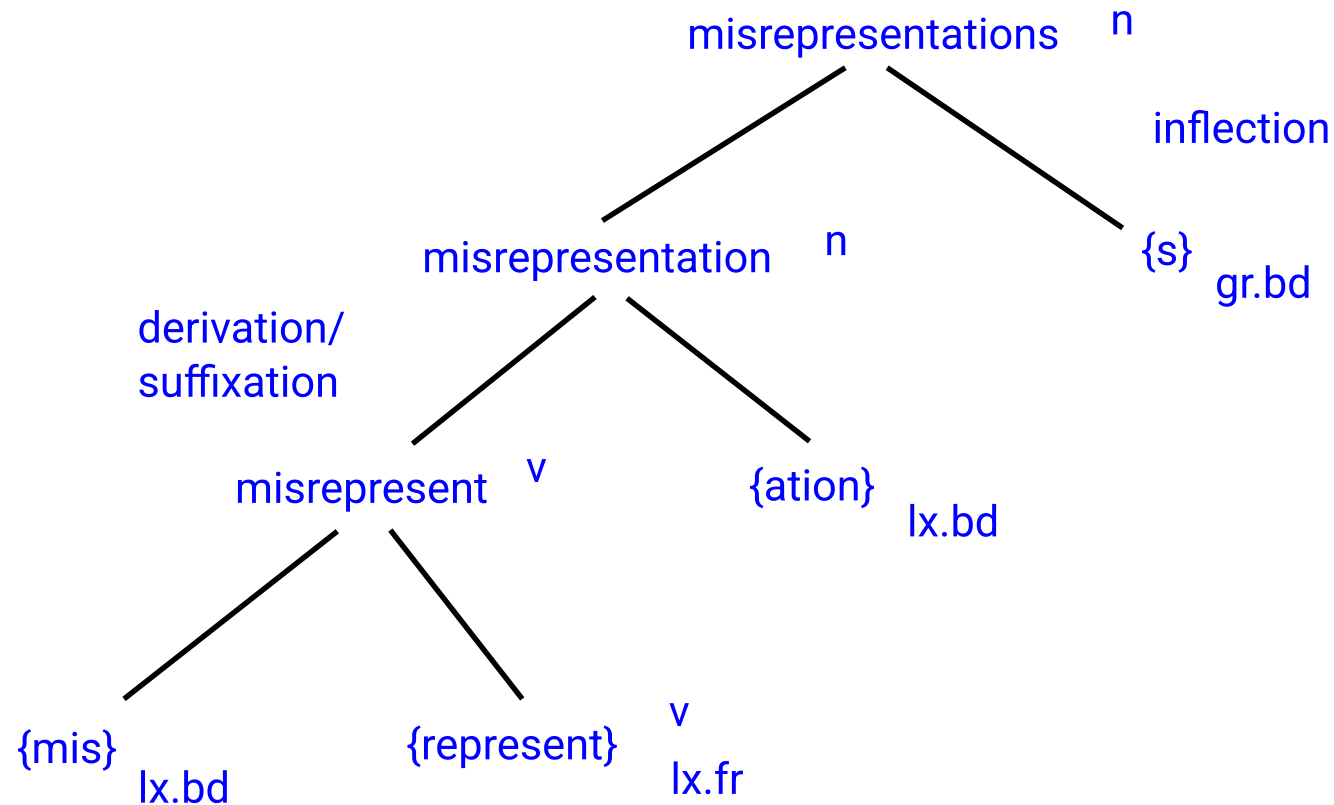 misrepresentations n
inflection
misrepresentation n
{s} gr.bd
derivation/
suffixation
misrepresent v
{ation} lx.bd
{mis} lx.bd
{represent} v lx.fr